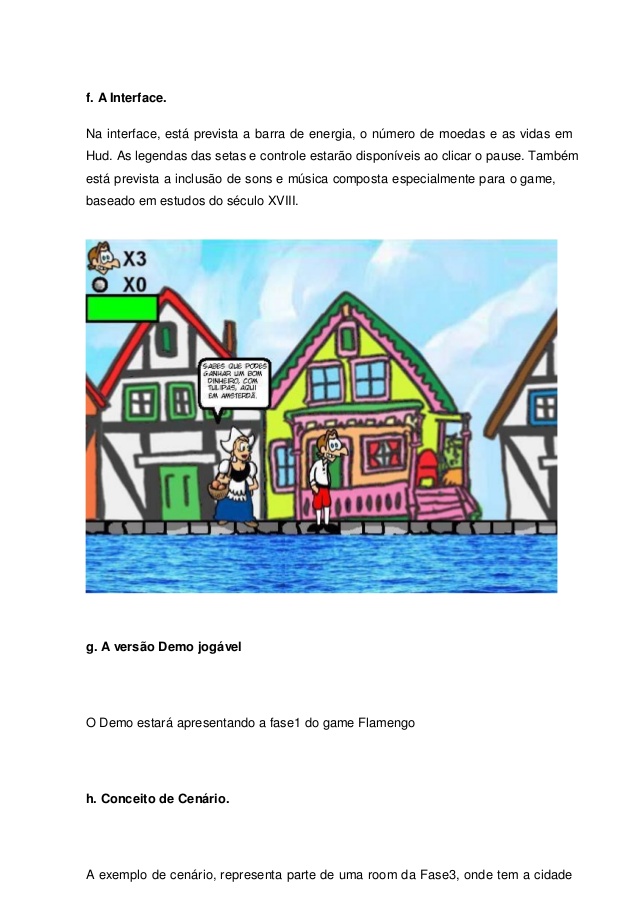 f. A Interface.
Na interface, está prevista a barra de energia, o número de moedas e as vidas em
Hud. As legendas das setas e controle estarão disponíveis ao clicar o pause. Também
está prevista a inclusão de sons e música composta especialmente para o game,
baseado em estudos do século XVIII.
X3
X0
SABES QUE PODES
GANHAR UM BOM
DINHEIRO, COM
TULIPAS, AQUI
EM AMSTERDÃ.
g. A versão Demo jogável
O Demo estará apresentando a fase1 do game Flamengo
h. Conceito de Cenário.
A exemplo de cenário, representa parte de uma room da Fase3, onde tem a cidade